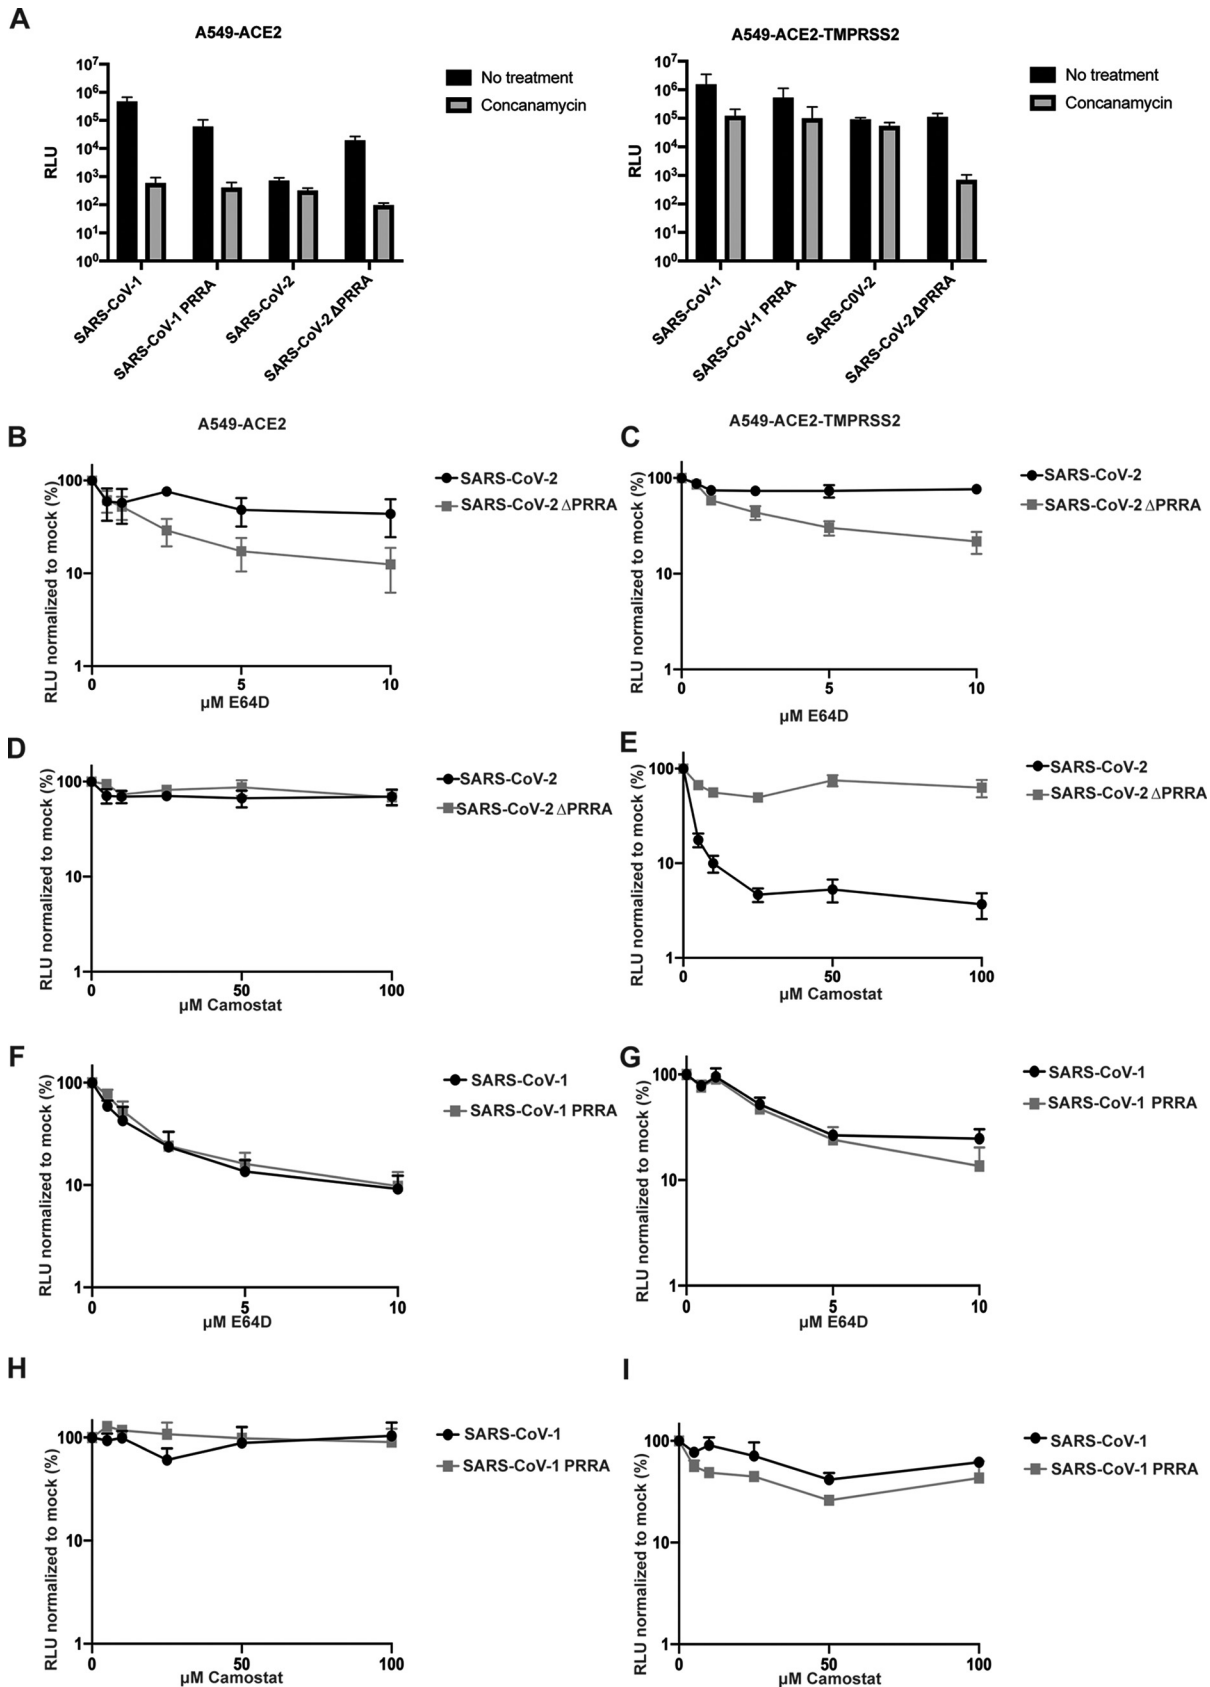 A
A549-ACE2
A549-ACE2-TMPRSS2
RLU
10⁷
10⁶
10⁵
10⁴
10³
10²
10¹
10⁰
No treatment
Concanamycin
SARS-CoV-1
SARS-CoV-1 PRRA
SARS-CoV-2
SARS-CoV-2 ΔPRRA
RLU
10⁷
10⁶
10⁵
10⁴
10³
10²
10¹
10⁰
No treatment
Concanamycin
SARS-CoV-1
SARS-CoV-1 PRRA
SARS-C0V-2
SARS-CoV-2 ΔPRRA
B
A549-ACE2
RLU normalized to mock (%)
100
10
1
0 5 10
µM E64D
SARS-CoV-2
SARS-CoV-2 ΔPRRA
C
A549-ACE2-TMPRSS2
RLU normalized to mock (%)
100
10
1
0 5 10
µM E64D
SARS-CoV-2
SARS-CoV-2 ΔPRRA
D
RLU normalized to mock (%)
100
10
1
0 50 100
µM Camostat
SARS-CoV-2
SARS-CoV-2 ΔPRRA
E
RLU normalized to mock (%)
100
10
1
0 50 100
µM Camostat
SARS-CoV-2
SARS-CoV-2 ΔPRRA
F
RLU normalized to mock (%)
100
10
1
0 5 10
µM E64D
SARS-CoV-1
SARS-CoV-1 PRRA
G
RLU normalized to mock (%)
100
10
1
0 5 10
µM E64D
SARS-CoV-1
SARS-CoV-1 PRRA
H
RLU normalized to mock (%)
100
10
1
0 50 100
µM Camostat
SARS-CoV-1
SARS-CoV-1 PRRA
I
RLU normalized to mock (%)
100
10
1
0 50 100
µM Camostat
SARS-CoV-1
SARS-CoV-1 PRRA